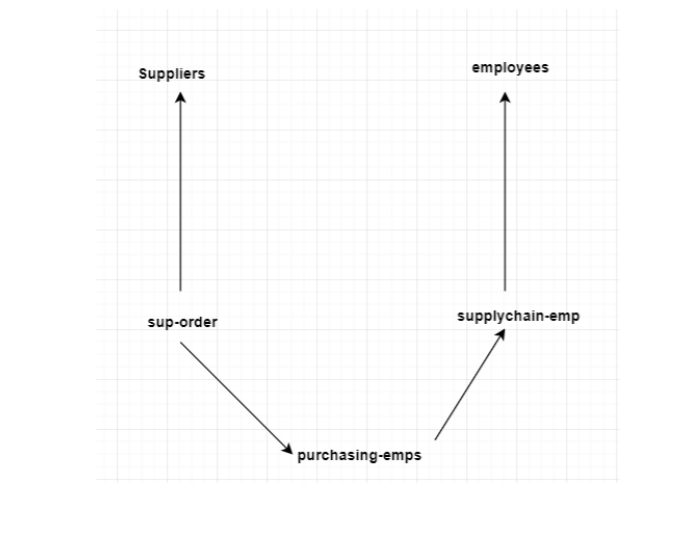 Suppliers
employees
sup-order
supplychain-emp
purchasing-emps